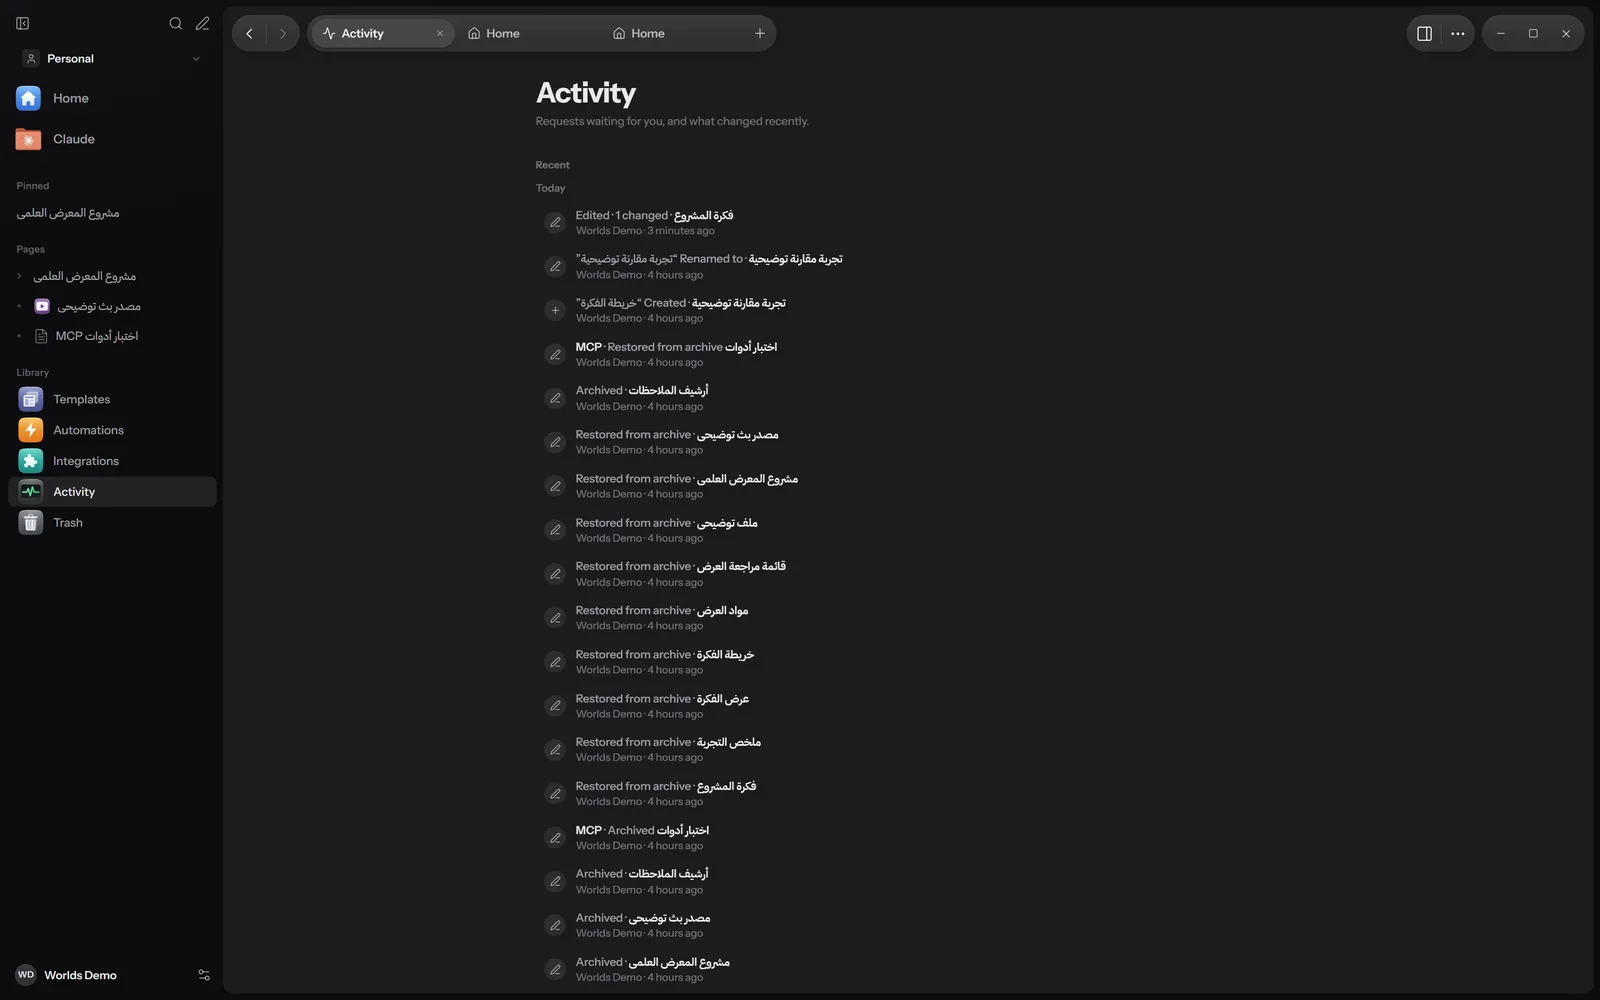 Personal
Home
Claude
Pinned
مشروع المعرض العلمي
Pages
مشروع المعرض العلمي
مصدر بث توضيحي
اختبار أدوات MCP
Library
Templates
Automations
Integrations
Activity
Trash
WD Worlds Demo
Activity
Home
Home
Activity
Requests waiting for you, and what changed recently.
Recent
Today
Edited · 1 changed · فكرة المشروع
Worlds Demo · 3 minutes ago
"تجربة مقارنة توضيحية" Renamed to · تجربة مقارنة توضيحية
Worlds Demo · 4 hours ago
"خريطة الفكرة" Created · تجربة مقارنة توضيحية
Worlds Demo · 4 hours ago
MCP · Restored from archive اختبار أدوات
Worlds Demo · 4 hours ago
Archived · أرشيف الملاحظات
Worlds Demo · 4 hours ago
Restored from archive · مصدر بث توضيحي
Worlds Demo · 4 hours ago
Restored from archive · مشروع المعرض العلمي
Worlds Demo · 4 hours ago
Restored from archive · ملف توضيحي
Worlds Demo · 4 hours ago
Restored from archive · قائمة مراجعة العرض
Worlds Demo · 4 hours ago
Restored from archive · مواد العرض
Worlds Demo · 4 hours ago
Restored from archive · خريطة الفكرة
Worlds Demo · 4 hours ago
Restored from archive · عرض الفكرة
Worlds Demo · 4 hours ago
Restored from archive · ملخص التجربة
Worlds Demo · 4 hours ago
Restored from archive · فكرة المشروع
Worlds Demo · 4 hours ago
MCP · Archived اختبار أدوات
Worlds Demo · 4 hours ago
Archived · أرشيف الملاحظات
Worlds Demo · 4 hours ago
Archived · مصدر بث توضيحي
Worlds Demo · 4 hours ago
Archived · مشروع المعرض العلمي
Worlds Demo · 4 hours ago